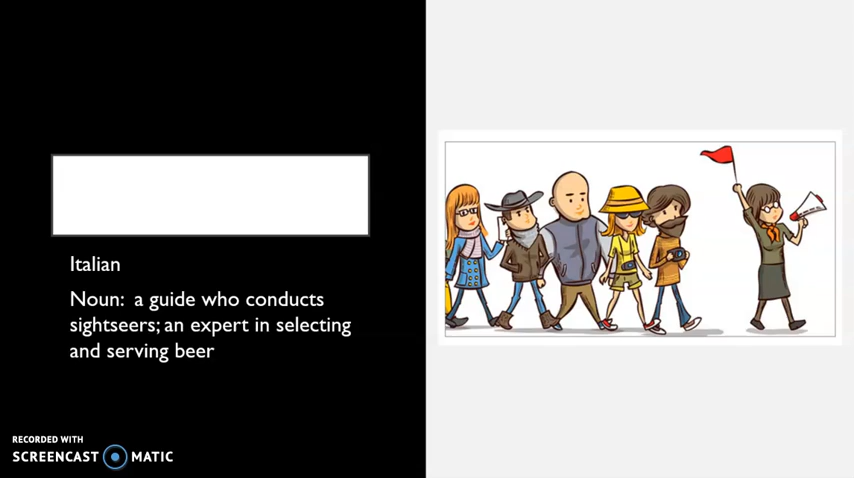 Italian
Noun: a guide who conducts
sightseers; an expert in selecting
and serving beer
RECORDED WITH
SCREENCAST MATIC